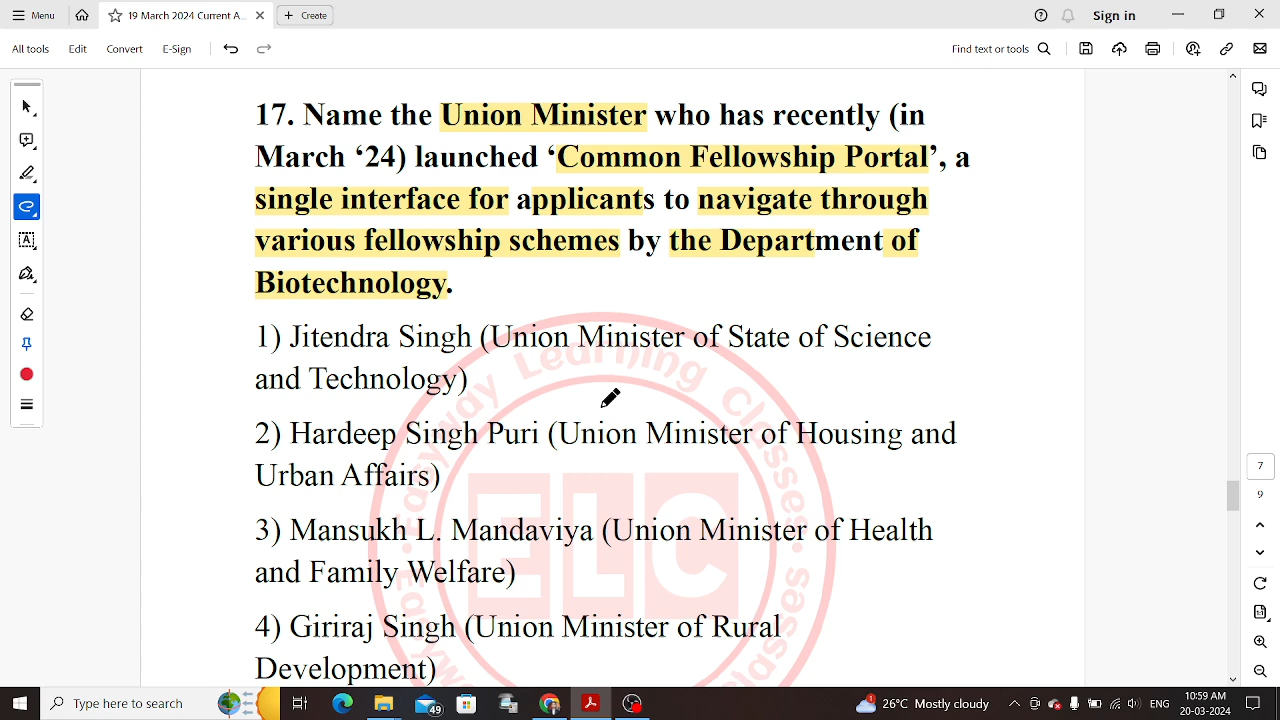 Menu
19 March 2024 Current A...
Create
Sign in
All tools
Edit
Convert
E-Sign
Find text or tools
17. Name the Union Minister who has recently (in
March ‘24) launched ‘Common Fellowship Portal’, a
single interface for applicants to navigate through
various fellowship schemes by the Department of
Biotechnology.
1) Jitendra Singh (Union Minister of State of Science
and Technology)
2) Hardeep Singh Puri (Union Minister of Housing and
Urban Affairs)
3) Mansukh L. Mandaviya (Union Minister of Health
and Family Welfare)
4) Giriraj Singh (Union Minister of Rural
Development)
Easyway Learning Classes
ELC
7
9
Type here to search
26°C Mostly cloudy
ENG
10:59 AM
20-03-2024